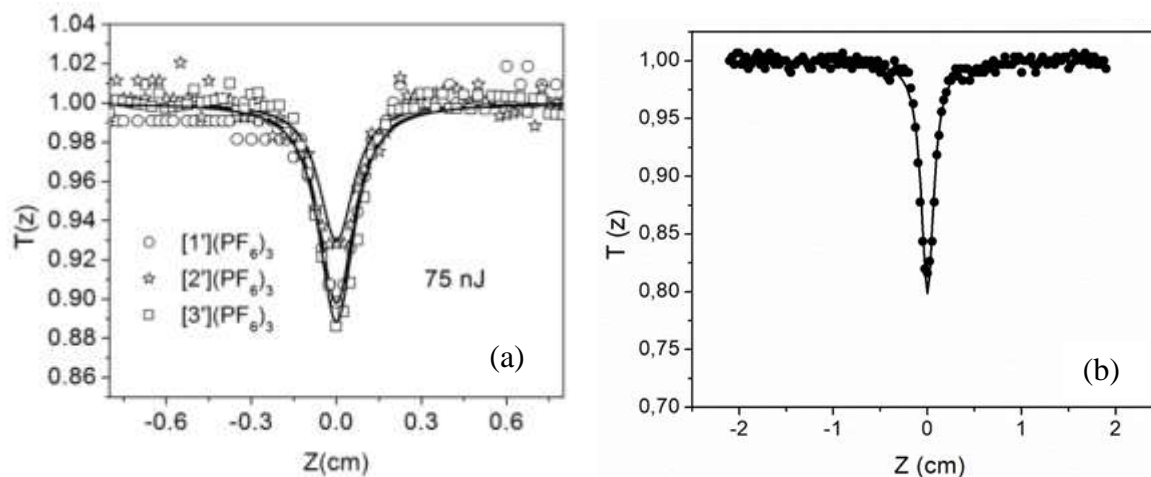 1.04
1.02
1.00
0.98
0.96
0.94
0.92
0.90
0.88
0.86
T(z)
[1'](PF6)3
[2'](PF6)3
[3'](PF6)3
75 nJ
(a)
-0.6 -0.3 0.0 0.3 0.6
Z(cm)
1,00
0,95
0,90
0,85
0,80
0,75
0,70
T (z)
(b)
-2 -1 0 1 2
Z (cm)